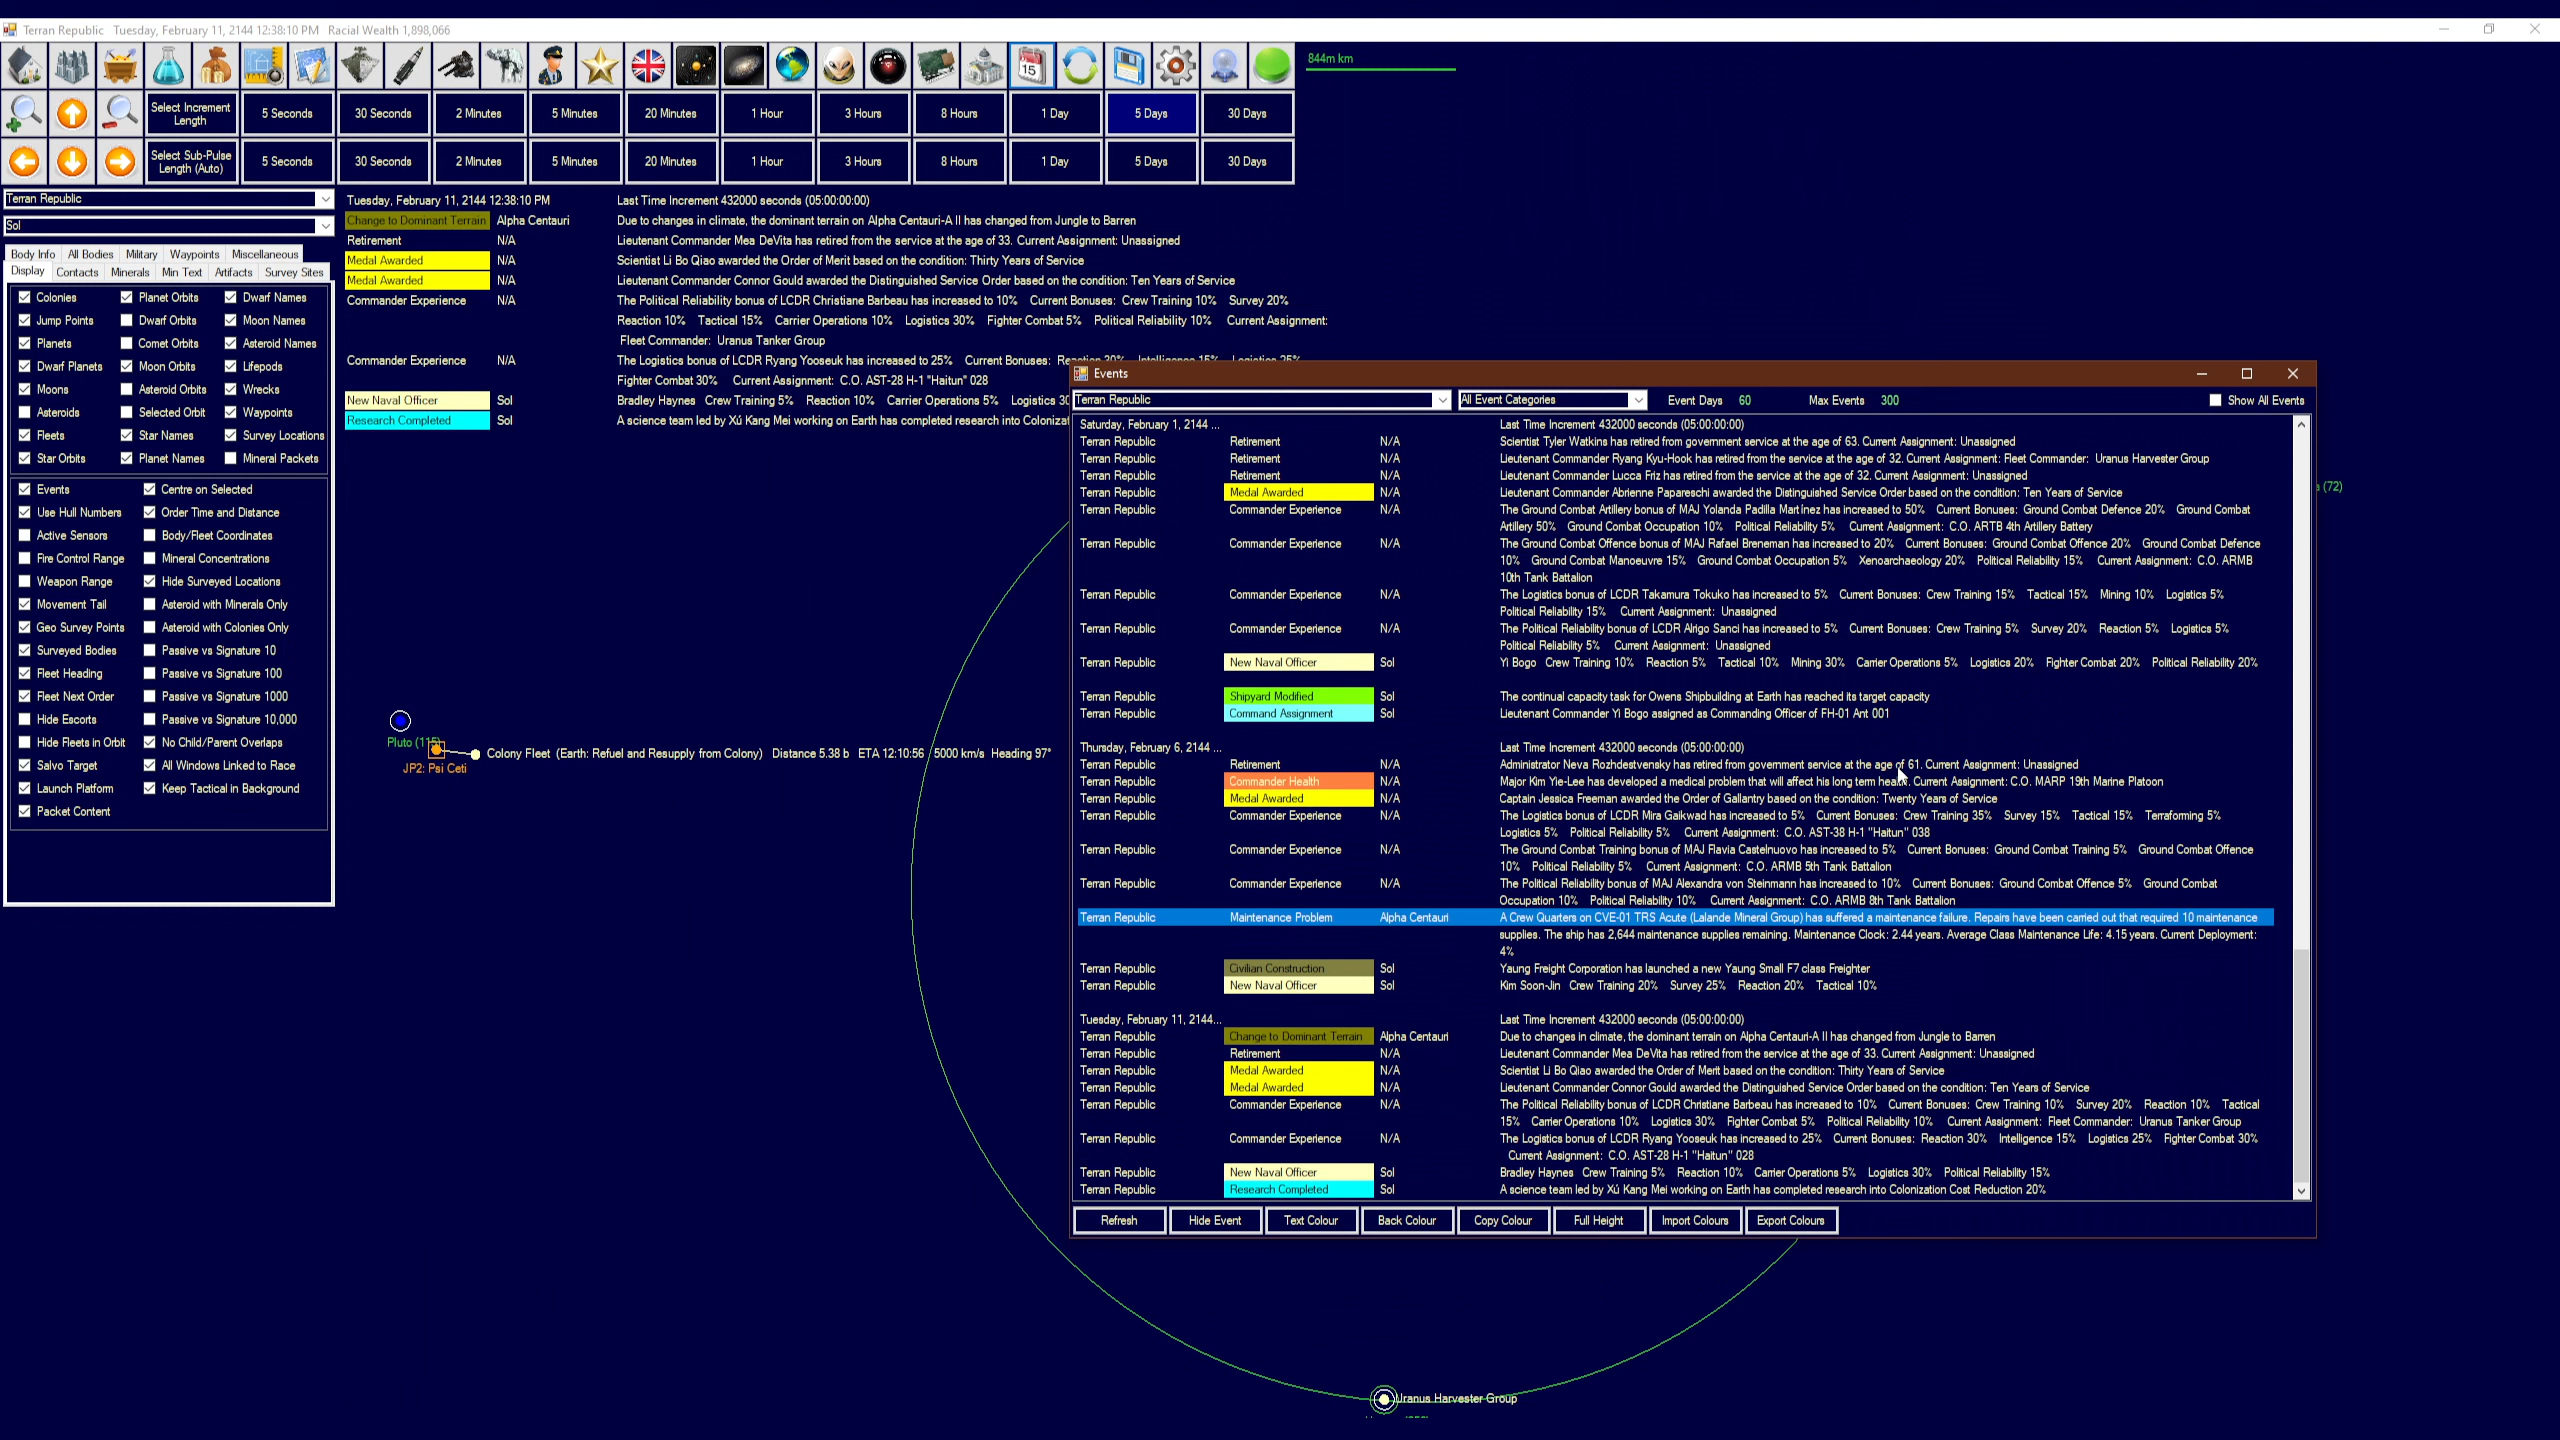 Terran Republic   Tuesday, February 11, 2144 12:38:10 PM   Racial Wealth 1,898,066
844m km
Select Increment Length   5 Seconds   30 Seconds   2 Minutes   5 Minutes   20 Minutes   1 Hour   3 Hours   8 Hours   1 Day   5 Days   30 Days
Select Sub-Pulse Length (Auto)   5 Seconds   30 Seconds   2 Minutes   5 Minutes   20 Minutes   1 Hour   3 Hours   8 Hours   1 Day   5 Days   30 Days
Terran Republic
Sol
Body Info   All Bodies   Military   Waypoints   Miscellaneous
Display   Contacts   Minerals   Min Text   Artifacts   Survey Sites
Colonies   Planet Orbits   Dwarf Names
Jump Points   Dwarf Orbits   Moon Names
Planets   Comet Orbits   Asteroid Names
Dwarf Planets   Moon Orbits   Lifepods
Moons   Asteroid Orbits   Wrecks
Asteroids   Selected Orbit   Waypoints
Fleets   Star Names   Survey Locations
Star Orbits   Planet Names   Mineral Packets
Events   Centre on Selected
Use Hull Numbers   Order Time and Distance
Active Sensors   Body/Fleet Coordinates
Fire Control Range   Mineral Concentrations
Weapon Range   Hide Surveyed Locations
Movement Tail   Asteroid with Minerals Only
Geo Survey Points   Asteroid with Colonies Only
Surveyed Bodies   Passive vs Signature 10
Fleet Heading   Passive vs Signature 100
Fleet Next Order   Passive vs Signature 1000
Hide Escorts   Passive vs Signature 10,000
Hide Fleets in Orbit   No Child/Parent Overlaps
Salvo Target   All Windows Linked to Race
Launch Platform   Keep Tactical in Background
Packet Content
Tuesday, February 11, 2144 12:38:10 PM   Last Time Increment 432000 seconds (05:00:00:00)
Change to Dominant Terrain   Alpha Centauri   Due to changes in climate, the dominant terrain on Alpha Centauri-A II has changed from Jungle to Barren
Retirement   N/A   Lieutenant Commander Mea DeVita has retired from the service at the age of 33. Current Assignment: Unassigned
Medal Awarded   N/A   Scientist Li Bo Qiao awarded the Order of Merit based on the condition: Thirty Years of Service
Medal Awarded   N/A   Lieutenant Commander Connor Gould awarded the Distinguished Service Order based on the condition: Ten Years of Service
Commander Experience   N/A   The Political Reliability bonus of LCDR Christiane Barbeau has increased to 10%   Current Bonuses:  Crew Training 10%   Survey 20%
Reaction 10%   Tactical 15%   Carrier Operations 10%   Logistics 30%   Fighter Combat 5%   Political Reliability 10%   Current Assignment:
Fleet Commander:  Uranus Tanker Group
Commander Experience   N/A   The Logistics bonus of LCDR Ryang Yooseuk has increased to 25%   Current Bonuses:  Reaction 30%   Intelligence 15%   Logistics 25%
Fighter Combat 30%   Current Assignment:  C.O. AST-28 H-1 "Haitun" 028
New Naval Officer   Sol   Bradley Haynes   Crew Training 5%   Reaction 10%   Carrier Operations 5%   Logistics
Research Completed   Sol   A science team led by Xú Kang Mei working on Earth has completed research into
Pluto
JP2: Psi Ceti
Colony Fleet  (Earth: Refuel and Resupply from Colony)   Distance 5.38 b   ETA 12:10:56   5000 km/s   Heading 97°
Events
Terran Republic   All Event Categories   Event Days   60   Max Events   300   Show All Events
Saturday, February 1, 2144 ...   Last Time Increment 432000 seconds (05:00:00:00)
Terran Republic   Retirement   N/A   Scientist Tyler Watkins has retired from government service at the age of 63. Current Assignment: Unassigned
Terran Republic   Retirement   N/A   Lieutenant Commander Ryang Kyu-Hook has retired from the service at the age of 32. Current Assignment: Fleet Commander:  Uranus Harvester Group
Terran Republic   Retirement   N/A   Lieutenant Commander Lucca Friz has retired from the service at the age of 32. Current Assignment: Unassigned
Terran Republic   Medal Awarded   N/A   Lieutenant Commander Abrienne Papareschi awarded the Distinguished Service Order based on the condition: Ten Years of Service
Terran Republic   Commander Experience   N/A   The Ground Combat Artillery bonus of MAJ Yolanda Padilla Martínez has increased to 50%   Current Bonuses:  Ground Combat Defence 20%   Ground Combat
Artillery 50%   Ground Combat Occupation 10%   Political Reliability 5%   Current Assignment:  C.O. ARTB 4th Artillery Battery
Terran Republic   Commander Experience   N/A   The Ground Combat Offence bonus of MAJ Rafael Breneman has increased to 20%   Current Bonuses:  Ground Combat Offence 20%   Ground Combat Defence
10%   Ground Combat Manoeuvre 15%   Ground Combat Occupation 5%   Xenoarchaeology 20%   Political Reliability 15%   Current Assignment:  C.O. ARMB
10th Tank Battalion
Terran Republic   Commander Experience   N/A   The Logistics bonus of LCDR Takamura Tokuko has increased to 5%   Current Bonuses:  Crew Training 15%   Tactical 15%   Mining 10%   Logistics 5%
Political Reliability 15%   Current Assignment:  Unassigned
Terran Republic   Commander Experience   N/A   The Political Reliability bonus of LCDR Alrigo Sanci has increased to 5%   Current Bonuses:  Crew Training 5%   Survey 20%   Reaction 5%   Logistics 5%
Political Reliability 5%   Current Assignment:  Unassigned
Terran Republic   New Naval Officer   Sol   Yi Bogo   Crew Training 10%   Reaction 5%   Tactical 10%   Mining 30%   Carrier Operations 5%   Logistics 20%   Fighter Combat 20%   Political Reliability 20%
Terran Republic   Shipyard Modified   Sol   The continual capacity task for Owens Shipbuilding at Earth has reached its target capacity
Terran Republic   Command Assignment   Sol   Lieutenant Commander Yi Bogo assigned as Commanding Officer of FH-01 Ant 001
Thursday, February 6, 2144 ...   Last Time Increment 432000 seconds (05:00:00:00)
Terran Republic   Retirement   N/A   Administrator Neva Rozhdestvensky has retired from government service at the age of 61. Current Assignment: Unassigned
Terran Republic   Commander Health   N/A   Major Kim Yie-Lee has developed a medical problem that will affect his long term health. Current Assignment: C.O. MARP 19th Marine Platoon
Terran Republic   Medal Awarded   N/A   Captain Jessica Freeman awarded the Order of Gallantry based on the condition: Twenty Years of Service
Terran Republic   Commander Experience   N/A   The Logistics bonus of LCDR Mira Gaikwad has increased to 5%   Current Bonuses:  Crew Training 35%   Survey 15%   Tactical 15%   Terraforming 5%
Logistics 5%   Political Reliability 5%   Current Assignment:  C.O. AST-38 H-1 "Haitun" 038
Terran Republic   Commander Experience   N/A   The Ground Combat Training bonus of MAJ Flavia Castelnuovo has increased to 5%   Current Bonuses:  Ground Combat Training 5%   Ground Combat Offence
10%   Political Reliability 5%   Current Assignment:  C.O. ARMB 5th Tank Battalion
Terran Republic   Commander Experience   N/A   The Political Reliability bonus of MAJ Alexandra von Steinmann has increased to 10%   Current Bonuses:  Ground Combat Offence 5%   Ground Combat
Occupation 10%   Political Reliability 10%   Current Assignment:  C.O. ARMB 8th Tank Battalion
Terran Republic   Maintenance Problem   Alpha Centauri   A Crew Quarters on CVE-01 TRS Acute (Lalande Mineral Group) has suffered a maintenance failure. Repairs have been carried out that required 10 maintenance
supplies. The ship has 2,644 maintenance supplies remaining. Maintenance Clock: 2.44 years. Average Class Maintenance Life: 4.15 years. Current Deployment:
4%
Terran Republic   Civilian Construction   Sol   Yaung Freight Corporation has launched a new Yaung Small F7 class Freighter
Terran Republic   New Naval Officer   Sol   Kim Soon-Jin   Crew Training 20%   Survey 25%   Reaction 20%   Tactical 10%
Tuesday, February 11, 2144...   Last Time Increment 432000 seconds (05:00:00:00)
Terran Republic   Change to Dominant Terrain   Alpha Centauri   Due to changes in climate, the dominant terrain on Alpha Centauri-A II has changed from Jungle to Barren
Terran Republic   Retirement   N/A   Lieutenant Commander Mea DeVita has retired from the service at the age of 33. Current Assignment: Unassigned
Terran Republic   Medal Awarded   N/A   Scientist Li Bo Qiao awarded the Order of Merit based on the condition: Thirty Years of Service
Terran Republic   Medal Awarded   N/A   Lieutenant Commander Connor Gould awarded the Distinguished Service Order based on the condition: Ten Years of Service
Terran Republic   Commander Experience   N/A   The Political Reliability bonus of LCDR Christiane Barbeau has increased to 10%   Current Bonuses:  Crew Training 10%   Survey 20%   Reaction 10%   Tactical
15%   Carrier Operations 10%   Logistics 30%   Fighter Combat 5%   Political Reliability 10%   Current Assignment:  Fleet Commander:  Uranus Tanker Group
Terran Republic   Commander Experience   N/A   The Logistics bonus of LCDR Ryang Yooseuk has increased to 25%   Current Bonuses:  Reaction 30%   Intelligence 15%   Logistics 25%   Fighter Combat 30%
Current Assignment:  C.O. AST-28 H-1 "Haitun" 028
Terran Republic   New Naval Officer   Sol   Bradley Haynes   Crew Training 5%   Reaction 10%   Carrier Operations 5%   Logistics 30%   Political Reliability 15%
Terran Republic   Research Completed   Sol   A science team led by Xú Kang Mei working on Earth has completed research into Colonization Cost Reduction 20%
Refresh   Hide Event   Text Colour   Back Colour   Copy Colour   Full Height   Import Colours   Export Colours
(72)
Uranus Harvester Group